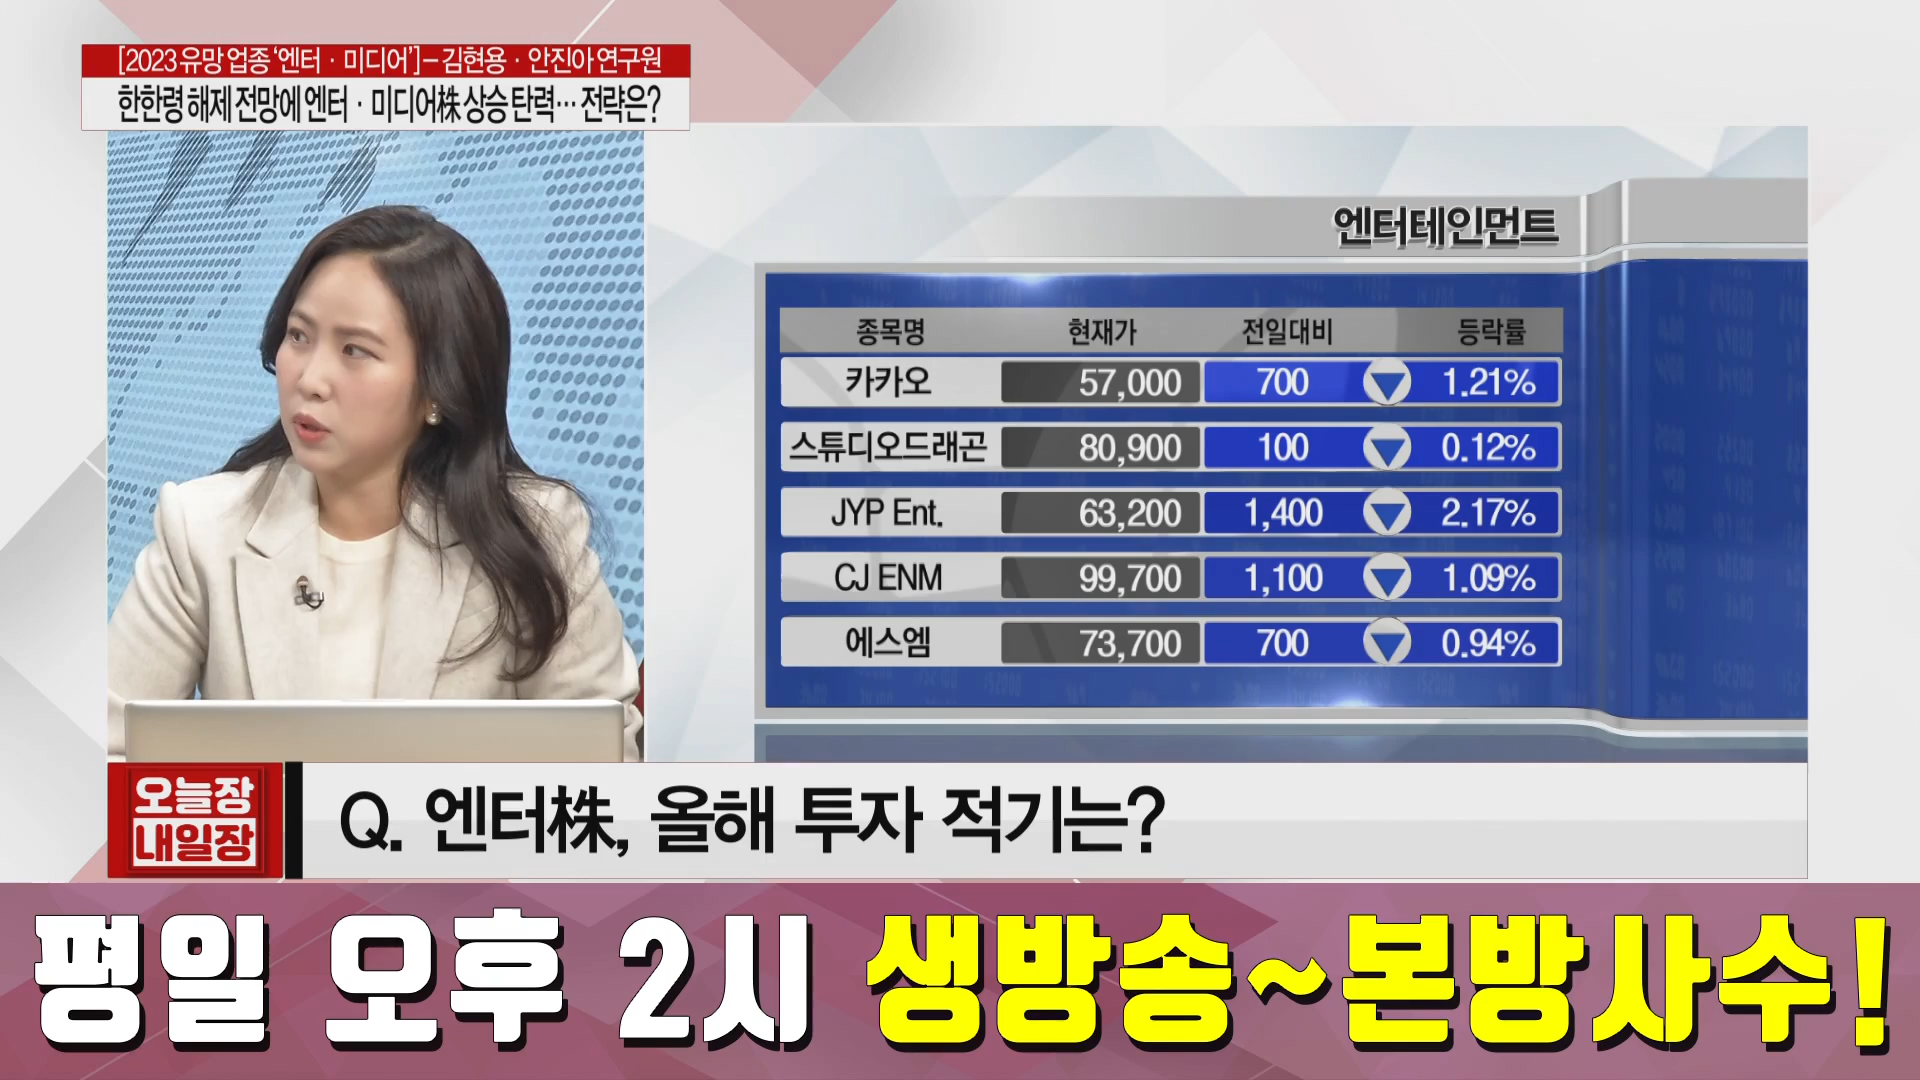 [2023 유망 업종 '엔터 · 미디어'] - 김현용 · 안진아 연구원
한한령 해제 전망에 엔터 · 미디어株 상승 탄력… 전략은?
엔터테인먼트
종목명 현재가 전일대비 등락률
카카오 57,000 700 ▼ 1.21%
스튜디오드래곤 80,900 100 ▼ 0.12%
JYP Ent. 63,200 1,400 ▼ 2.17%
CJ ENM 99,700 1,100 ▼ 1.09%
에스엠 73,700 700 ▼ 0.94%
오늘장
내일장
Q. 엔터株, 올해 투자 적기는?
평일 오후 2시 생방송~본방사수!